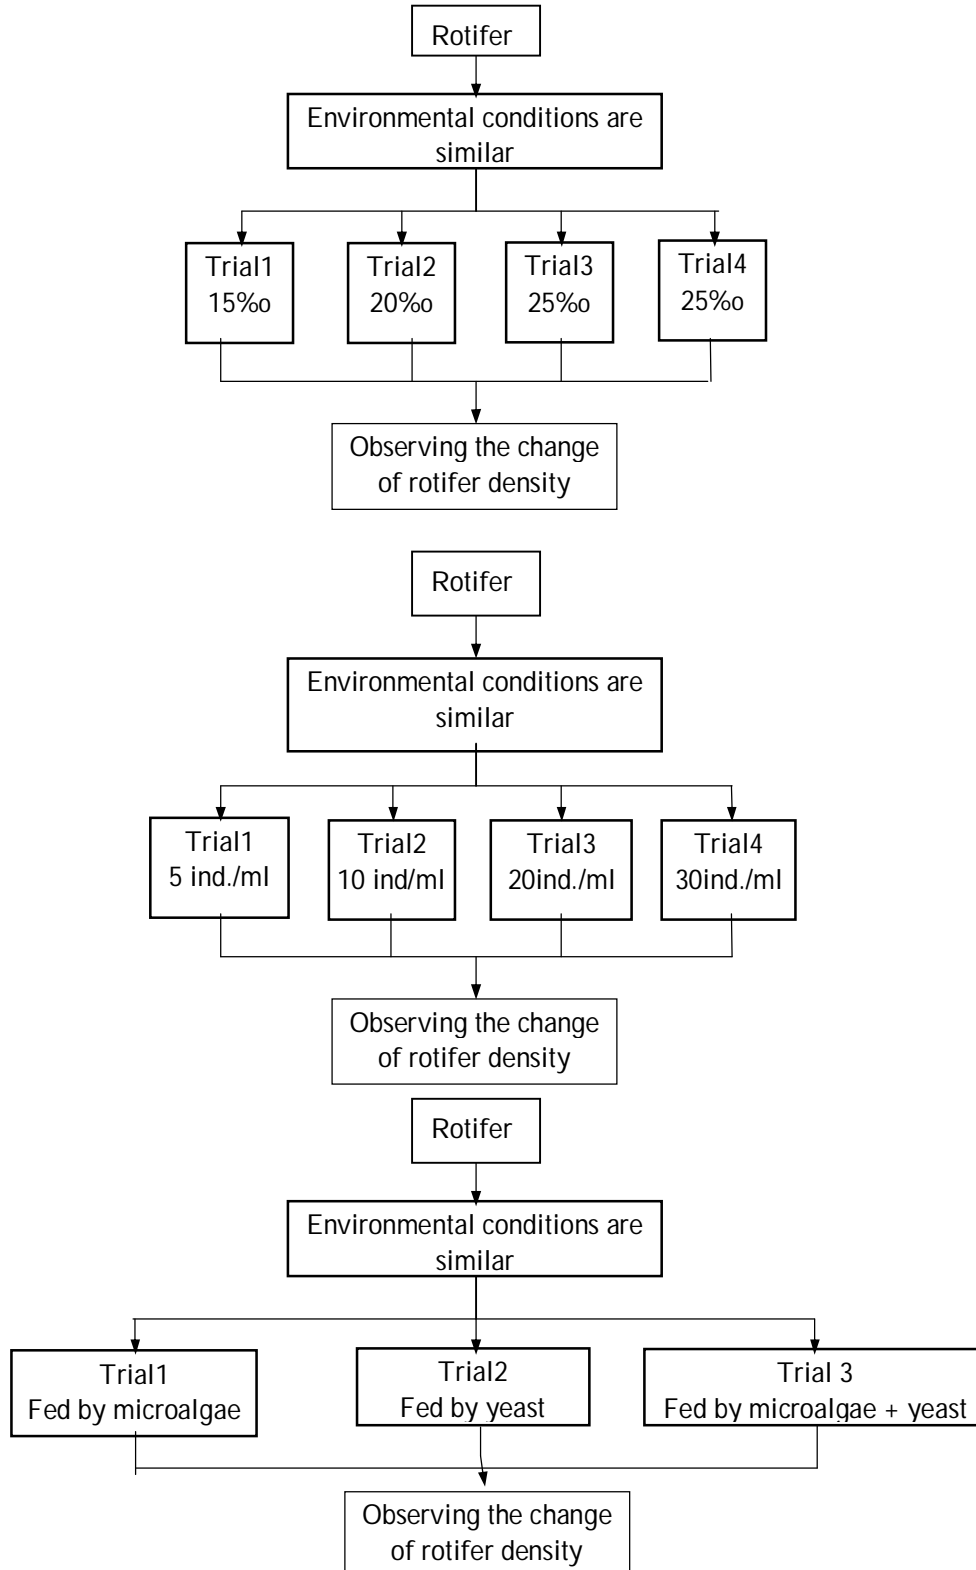 Rotifer
Environmental conditions are
similar
Trial1
15‰
Trial2
20‰
Trial3
25‰
Trial4
25‰
Observing the change
of rotifer density
Rotifer
Environmental conditions are
similar
Trial1
5 ind./ml
Trial2
10 ind/ml
Trial3
20ind./ml
Trial4
30ind./ml
Observing the change
of rotifer density
Rotifer
Environmental conditions are
similar
Trial1
Fed by microalgae
Trial2
Fed by yeast
Trial 3
Fed by microalgae + yeast
Observing the change
of rotifer density